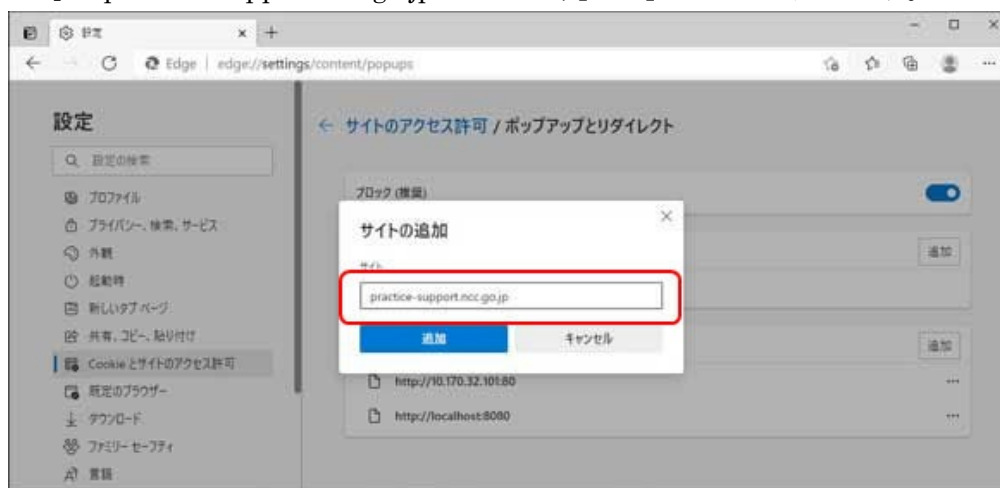 設定
Edge | edge://settings/content/popups
設定
設定の検索
プロファイル
プライバシー、検索、サービス
外観
起動時
新しいタブ ページ
共有、コピー、貼り付け
Cookie とサイトのアクセス許可
既定のブラウザー
ダウンロード
ファミリー セーフティ
言語
サイトのアクセス許可 / ポップアップとリダイレクト
ブロック (推奨)
追加
追加
サイトの追加
サイト
practice-support.ncc.go.jp
追加 キャンセル
http://10.170.32.101:80
http://localhost:8080